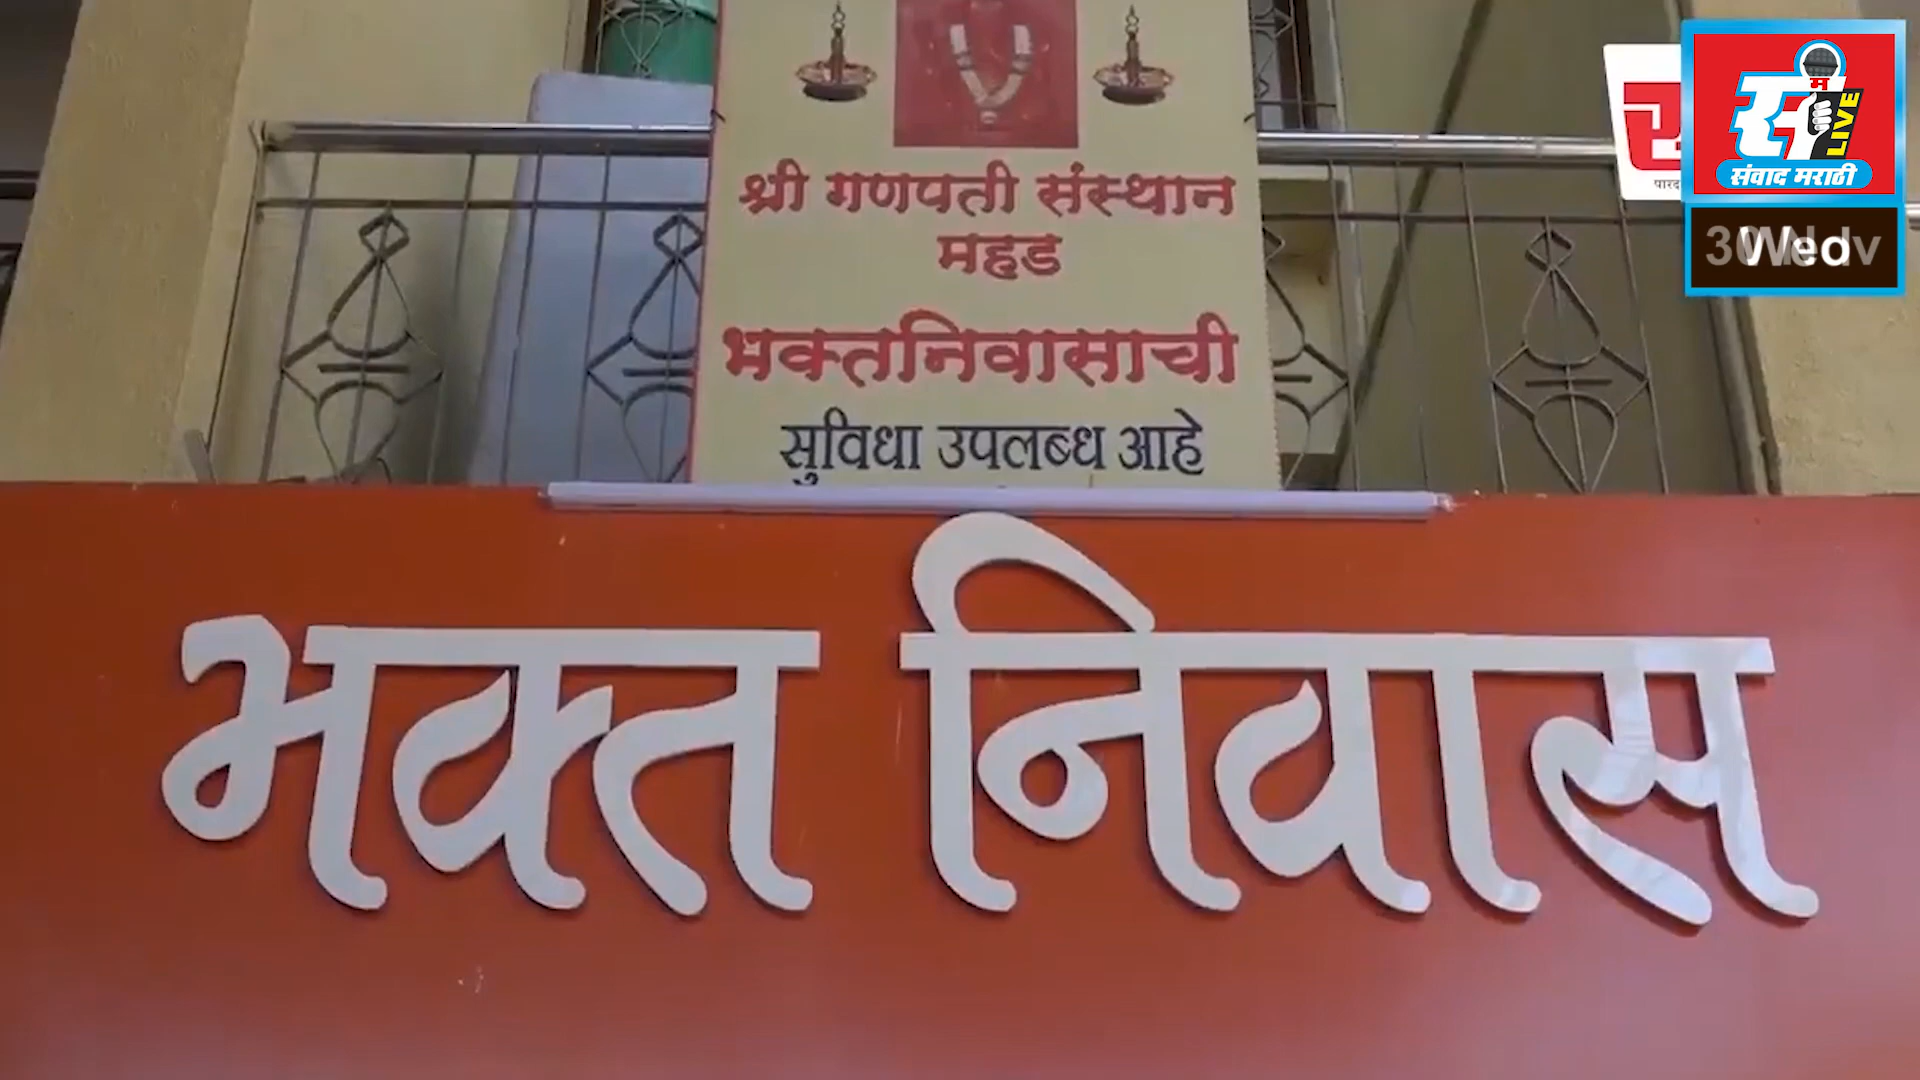 श्री गणपती संस्थान
महड
भक्तनिवासाची
सुविधा उपलब्ध आहे
भक्त निवास
LIVE
संवाद मराठी